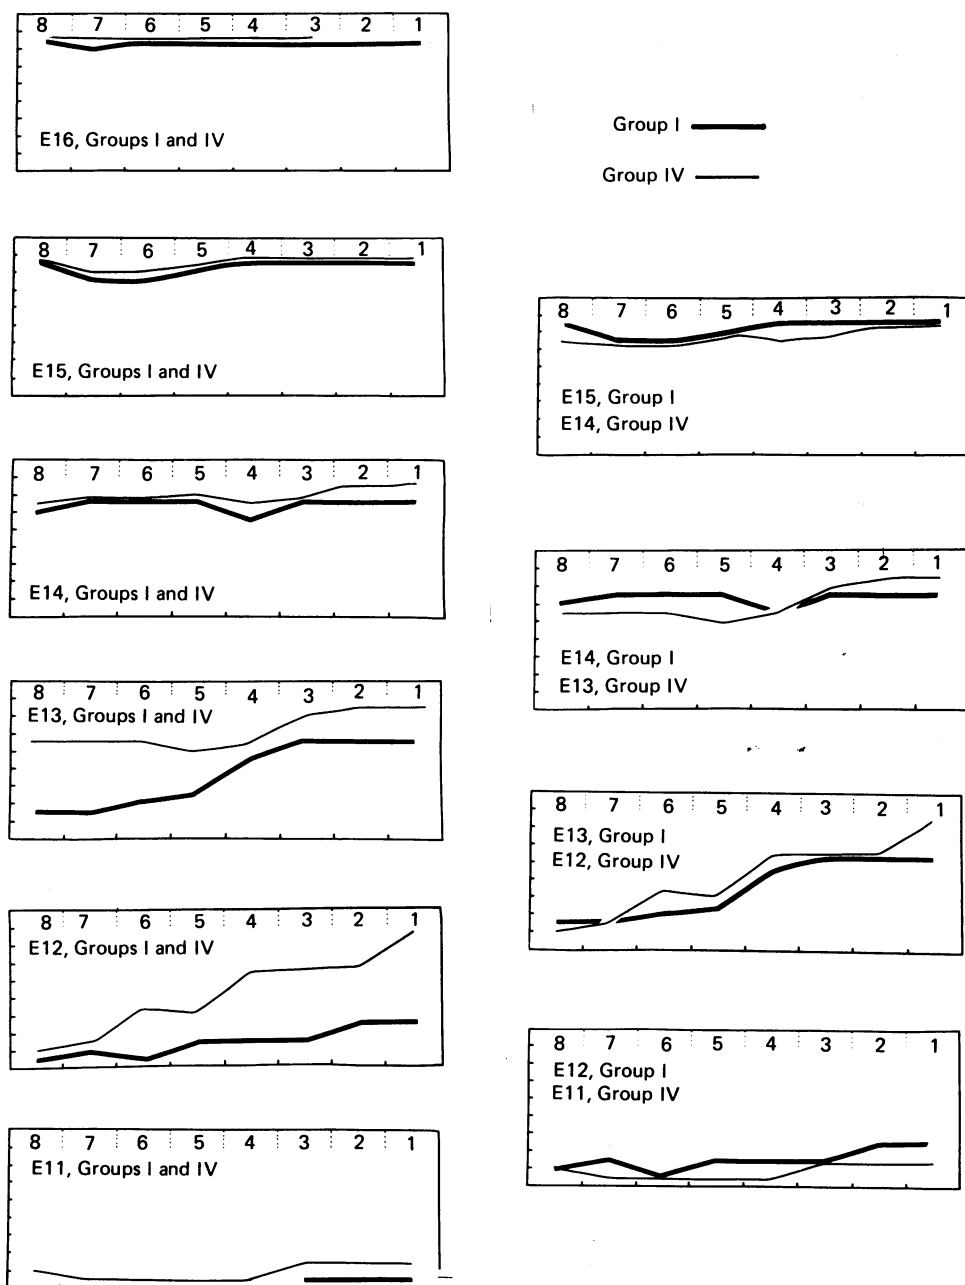 8 7 6 5 4 3 2 1
E16, Groups I and IV
Group I
Group IV
8 7 6 5 4 3 2 1
E15, Groups I and IV
8 7 6 5 4 3 2 1
E15, Group I
E14, Group IV
8 7 6 5 4 3 2 1
E14, Groups I and IV
8 7 6 5 4 3 2 1
E14, Group I
E13, Group IV
8 7 6 5 4 3 2 1
E13, Groups I and IV
8 7 6 5 4 3 2 1
E13, Group I
E12, Group IV
8 7 6 5 4 3 2 1
E12, Groups I and IV
8 7 6 5 4 3 2 1
E12, Group I
E11, Group IV
8 7 6 5 4 3 2 1
E11, Groups I and IV